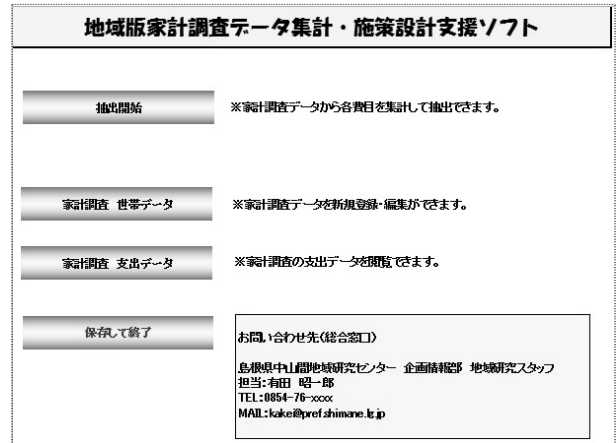 地域版家計調査データ集計・施策設計支援ソフト
抽出開始
※家計調査データから各費目を集計して抽出できます。
家計調査 世帯データ
※家計調査データを新規登録・編集ができます。
家計調査 支出データ
※家計調査の支出データを閲覧できます。
保存して終了
お問い合わせ先(総合窓口)
島根県中山間地域研究センター 企画情報部 地域研究スタッフ
担当:有田 昭一郎
TEL:0854-76-xxxx
MAIL:kakei@pref.shimane.lg.jp